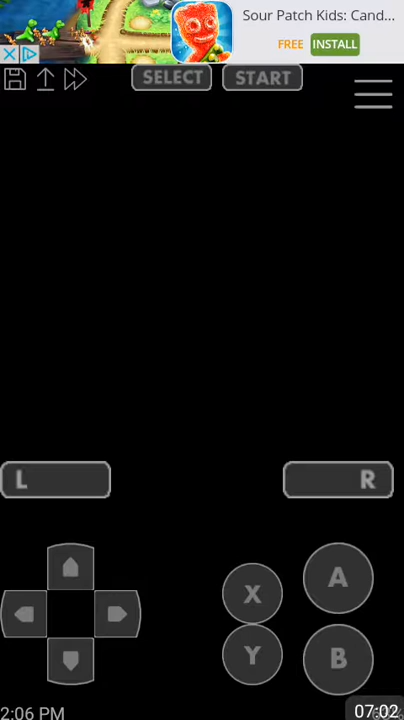 Sour Patch Kids: Cand...
FREE INSTALL
SELECT START
L R
X A
Y B
2:06 PM 07:02